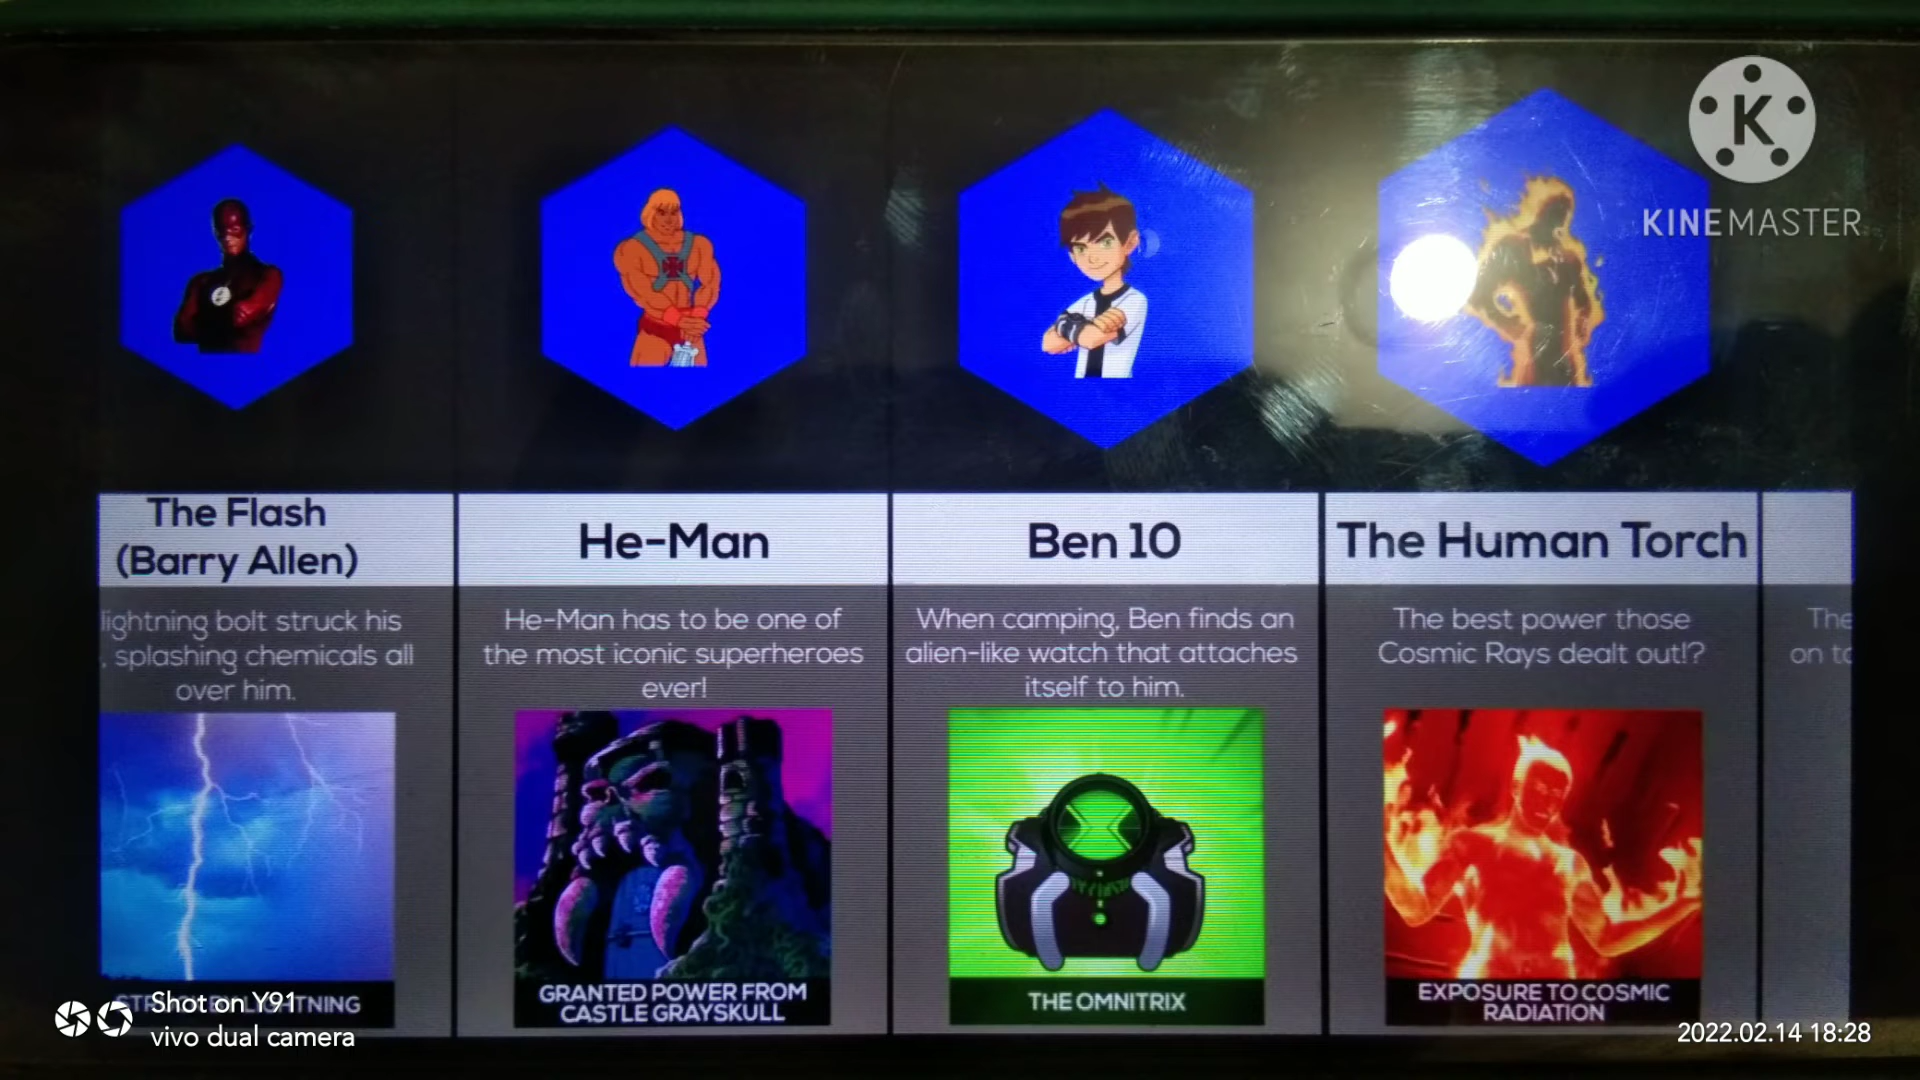 K
KINEMASTER
The Flash
(Barry Allen)
lightning bolt struck his
, splashing chemicals all
over him.
He-Man
He-Man has to be one of
the most iconic superheroes
ever!
GRANTED POWER FROM
CASTLE GRAYSKULL
Ben 10
When camping, Ben finds an
alien-like watch that attaches
itself to him.
THE OMNITRIX
The Human Torch
The best power those
Cosmic Rays dealt out!?
EXPOSURE TO COSMIC
RADIATION
The
on to
Shot on Y91
vivo dual camera
2022.02.14 18:28